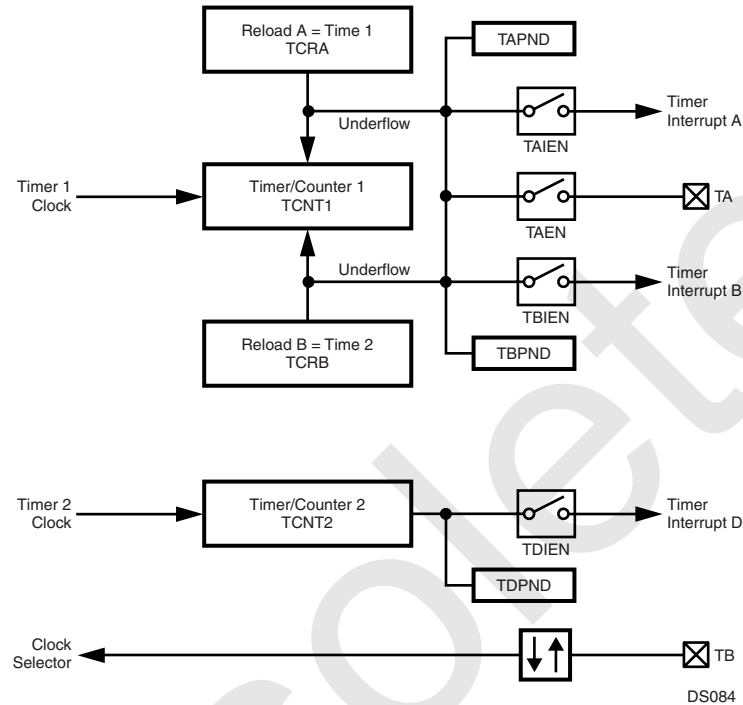 Reload A = Time 1
TCRA
TAPND
Underflow
Timer
Interrupt A
TAIEN
Timer 1
Clock
Timer/Counter 1
TCNT1
TA
TAEN
Underflow
Timer
Interrupt B
TBIEN
Reload B = Time 2
TCRB
TBPND
Timer 2
Clock
Timer/Counter 2
TCNT2
Timer
Interrupt D
TDIEN
TDPND
Clock
Selector
TB
DS084
solete